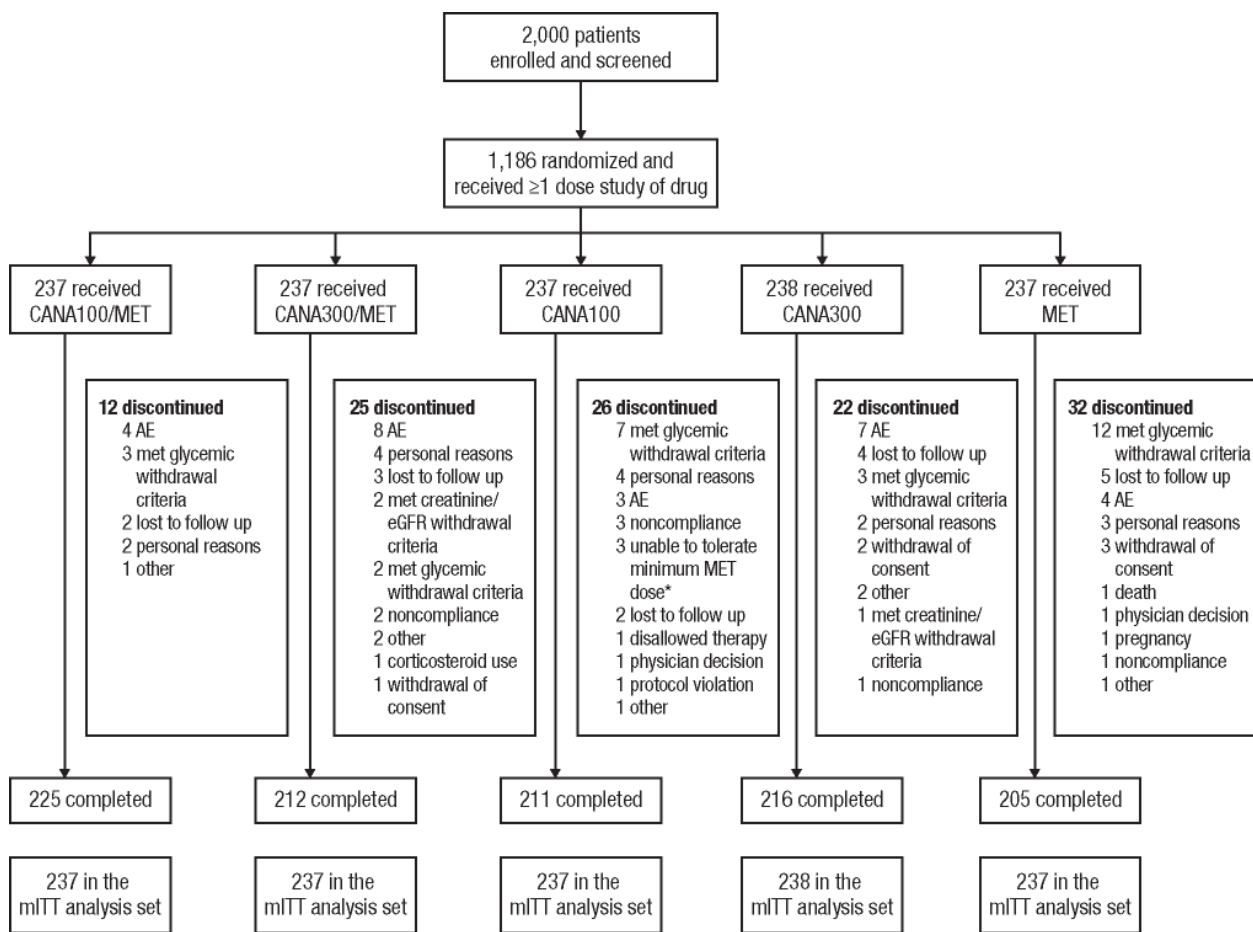 2,000 patients
enrolled and screened
1,186 randomized and
received ≥1 dose study of drug
237 received
CANA100/MET
237 received
CANA300/MET
237 received
CANA100
238 received
CANA300
237 received
MET
12 discontinued
4 AE
3 met glycemic
withdrawal
criteria
2 lost to follow up
2 personal reasons
1 other
25 discontinued
8 AE
4 personal reasons
3 lost to follow up
2 met creatinine/
eGFR withdrawal
criteria
2 met glycemic
withdrawal criteria
2 noncompliance
2 other
1 corticosteroid use
1 withdrawal of
consent
26 discontinued
7 met glycemic
withdrawal criteria
4 personal reasons
3 AE
3 noncompliance
3 unable to tolerate
minimum MET
dose*
2 lost to follow up
1 disallowed therapy
1 physician decision
1 protocol violation
1 other
22 discontinued
7 AE
4 lost to follow up
3 met glycemic
withdrawal criteria
2 personal reasons
2 withdrawal of
consent
2 other
1 met creatinine/
eGFR withdrawal
criteria
1 noncompliance
32 discontinued
12 met glycemic
withdrawal criteria
5 lost to follow up
4 AE
3 personal reasons
3 withdrawal of
consent
1 death
1 physician decision
1 pregnancy
1 noncompliance
1 other
225 completed
212 completed
211 completed
216 completed
205 completed
237 in the
mITT analysis set
237 in the
mITT analysis set
237 in the
mITT analysis set
238 in the
mITT analysis set
237 in the
mITT analysis set